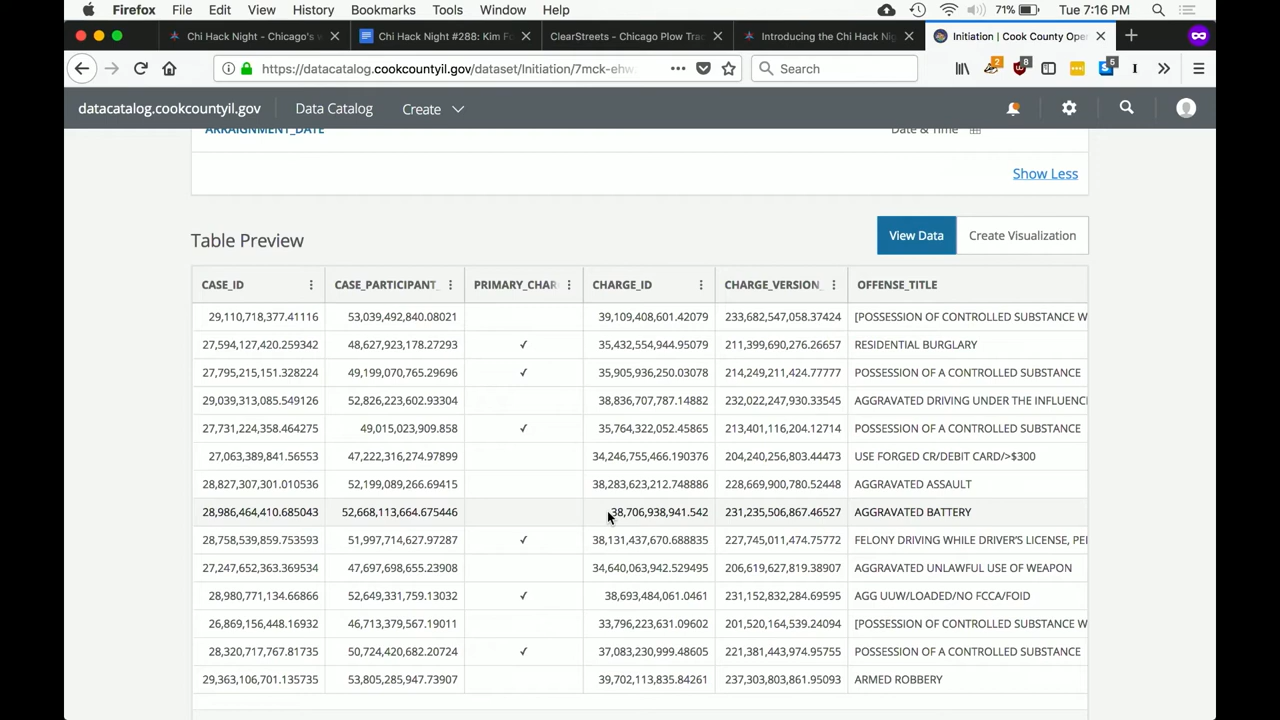 Firefox File Edit View History Bookmarks Tools Window Help 71% Tue 7:16 PM
Chi Hack Night - Chicago's w Chi Hack Night #288: Kim Fo ClearStreets - Chicago Plow Trac Introducing the Chi Hack Nig Initiation | Cook County Ope
https://datacatalog.cookcountyil.gov/dataset/Initiation/7mck-ehw Search 2 8 5
datacatalog.cookcountyil.gov Data Catalog Create
ARRAIGNMENT_DATE Date & Time
Show Less
Table Preview View Data Create Visualization
CASE_ID CASE_PARTICIPANT_ PRIMARY_CHAR CHARGE_ID CHARGE_VERSION_ OFFENSE_TITLE
29,110,718,377.41116 53,039,492,840.08021 39,109,408,601.42079 233,682,547,058.37424 [POSSESSION OF CONTROLLED SUBSTANCE W
27,594,127,420.259342 48,627,923,178.27293 ✓ 35,432,554,944.95079 211,399,690,276.26657 RESIDENTIAL BURGLARY
27,795,215,151.328224 49,199,070,765.29696 ✓ 35,905,936,250.03078 214,249,211,424.77777 POSSESSION OF A CONTROLLED SUBSTANCE
29,039,313,085.549126 52,826,223,602.93304 38,836,707,787.14882 232,022,247,930.33545 AGGRAVATED DRIVING UNDER THE INFLUENC
27,731,224,358.464275 49,015,023,909.858 ✓ 35,764,322,052.45865 213,401,116,204.12714 POSSESSION OF A CONTROLLED SUBSTANCE
27,063,389,841.56553 47,222,316,274.97899 34,246,755,466.190376 204,240,256,803.44473 USE FORGED CR/DEBIT CARD/>$300
28,827,307,301.010536 52,199,089,266.69415 38,283,623,212.748886 228,669,900,780.52448 AGGRAVATED ASSAULT
28,986,464,410.685043 52,668,113,664.675446 38,706,938,941.542 231,235,506,867.46527 AGGRAVATED BATTERY
28,758,539,859.753593 51,997,714,627.97287 ✓ 38,131,437,670.688835 227,745,011,474.75772 FELONY DRIVING WHILE DRIVER'S LICENSE, PE
27,247,652,363.369534 47,697,698,655.23908 34,640,063,942.529495 206,619,627,819.38907 AGGRAVATED UNLAWFUL USE OF WEAPON
28,980,771,134.66866 52,649,331,759.13032 ✓ 38,693,484,061.0461 231,152,832,284.69595 AGG UUW/LOADED/NO FCCA/FOID
26,869,156,448.16932 46,713,379,567.19011 33,796,223,631.09602 201,520,164,539.24094 [POSSESSION OF CONTROLLED SUBSTANCE W
28,320,717,767.81735 50,724,420,682.20724 ✓ 37,083,230,999.48605 221,381,443,974.95755 POSSESSION OF A CONTROLLED SUBSTANCE
29,363,106,701.135735 53,805,285,947.73907 39,702,113,835.84261 237,303,803,861.95093 ARMED ROBBERY